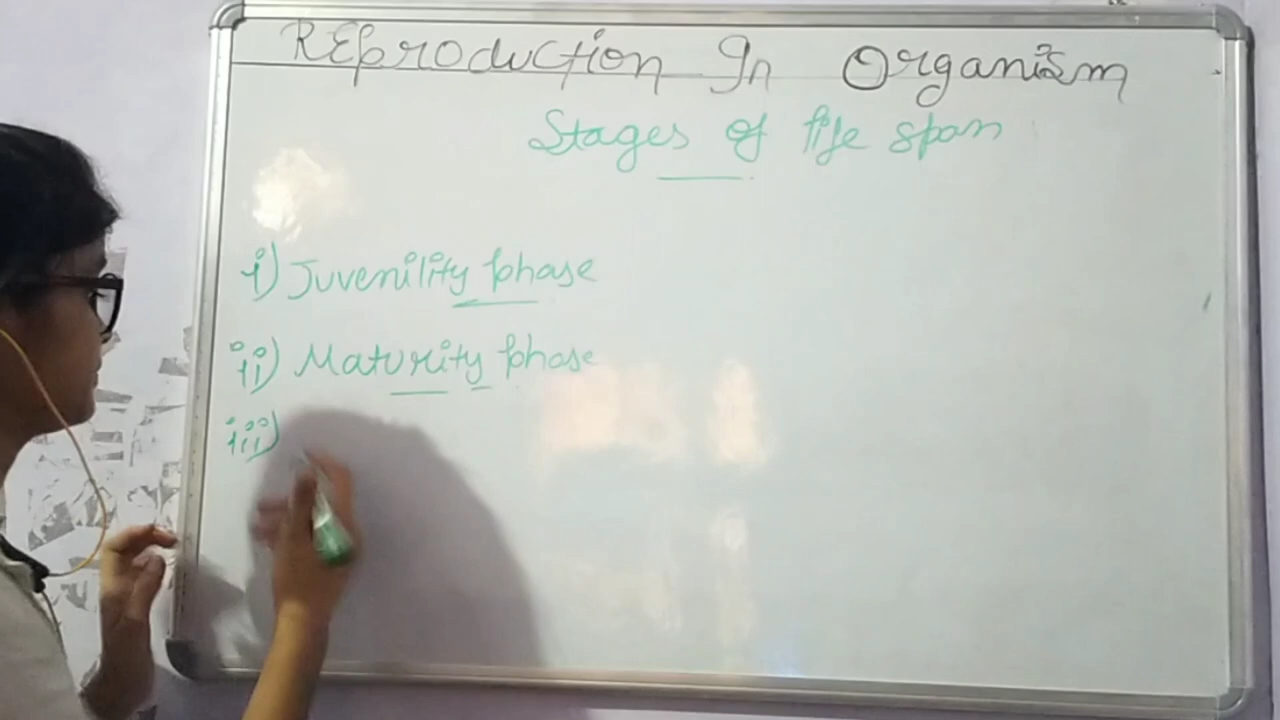 REproduction In Organism
Stages of life span
i) Juvenility phase
ii) Maturity phase
iii)